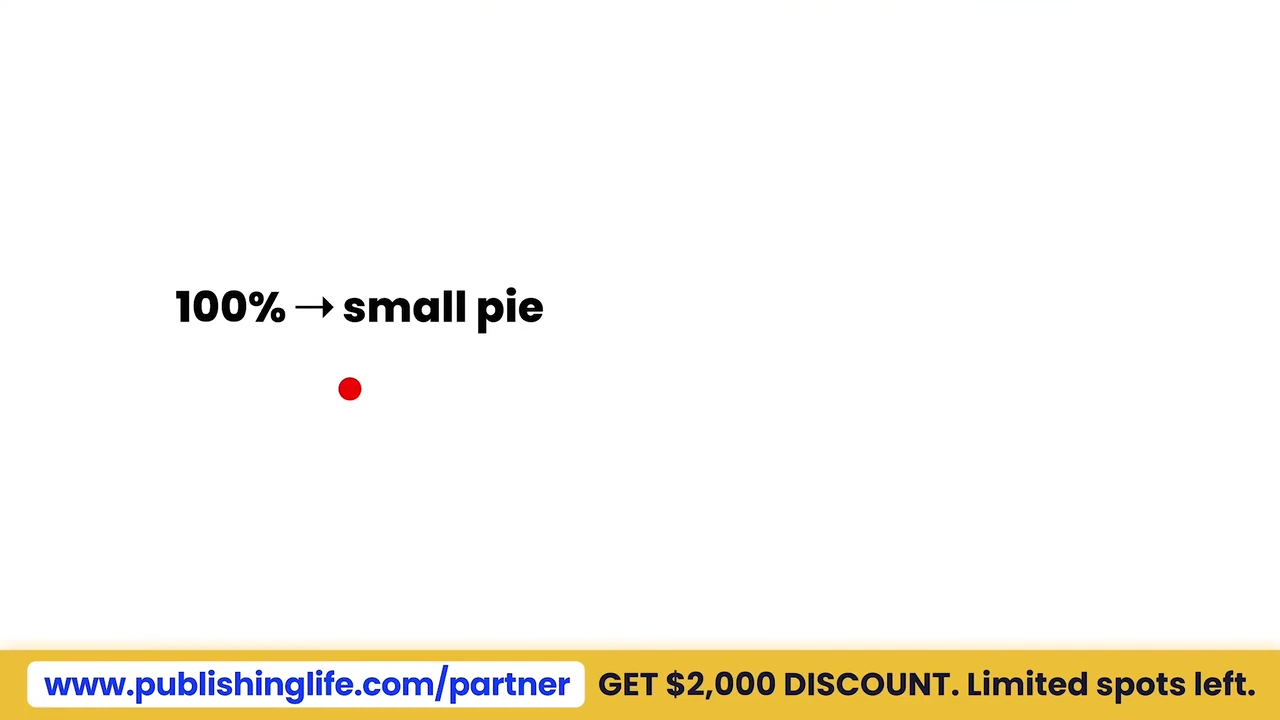 100% → small pie
www.publishinglife.com/partner GET $2,000 DISCOUNT. Limited spots left.